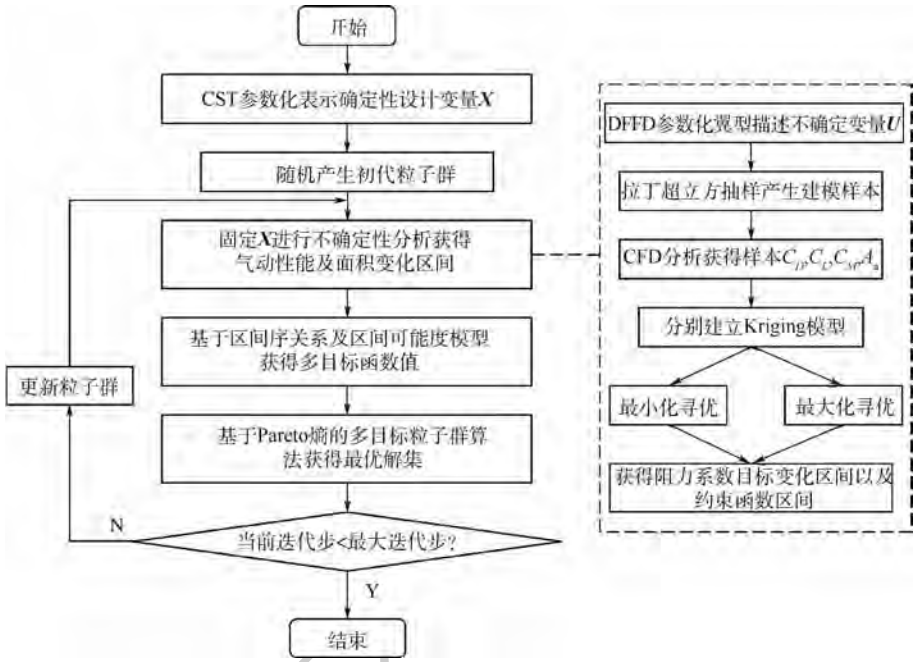 开始
CST参数化表示确定性设计变量X
随机产生初代粒子群
固定X进行不确定性分析获得
气动性能及面积变化区间
基于区间序关系及区间可能度模型
获得多目标函数值
更新粒子群
基于Pareto熵的多目标粒子群算
法获得最优解集
N
当前迭代步<最大迭代步?
Y
结束
DFFD参数化翼型描述不确定变量U
拉丁超立方抽样产生建模样本
CFD分析获得样本C_D,C_L,C_M,A_a
分别建立Kriging模型
最小化寻优
最大化寻优
获得阻力系数目标变化区间以及
约束函数区间